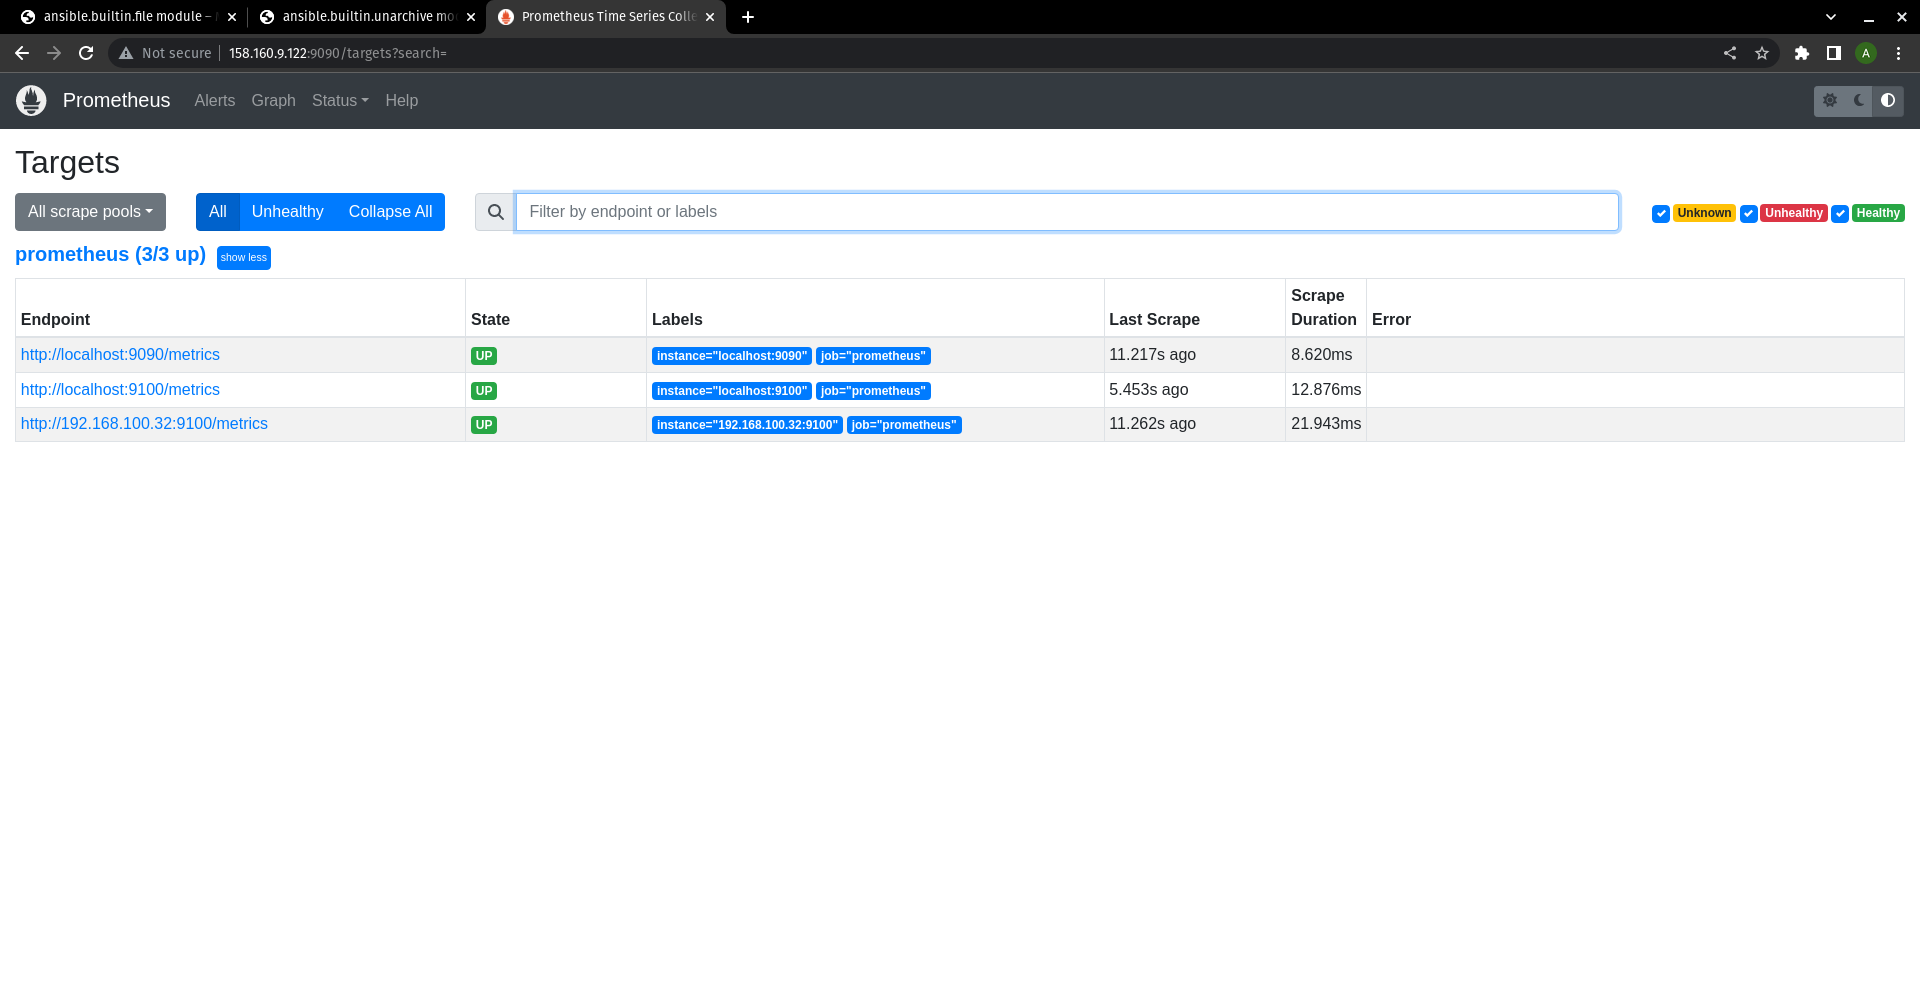 ansible.builtin.file module –
ansible.builtin.unarchive mo
Prometheus Time Series Colle
Not secure
158.160.9.122:9090/targets?search=
A
Prometheus
Alerts
Graph
Status
Help
Targets
All scrape pools
All
Unhealthy
Collapse All
Filter by endpoint or labels
Unknown
Unhealthy
Healthy
prometheus (3/3 up)
show less
Endpoint State Labels Last Scrape Scrape Duration Error
http://localhost:9090/metrics UP instance="localhost:9090" job="prometheus" 11.217s ago 8.620ms
http://localhost:9100/metrics UP instance="localhost:9100" job="prometheus" 5.453s ago 12.876ms
http://192.168.100.32:9100/metrics UP instance="192.168.100.32:9100" job="prometheus" 11.262s ago 21.943ms